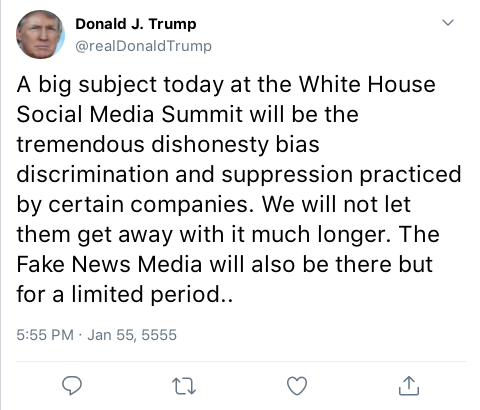 Donald J. Trump
@realDonaldTrump
A big subject today at the White House
Social Media Summit will be the
tremendous dishonesty bias
discrimination and suppression practiced
by certain companies. We will not let
them get away with it much longer. The
Fake News Media will also be there but
for a limited period..
5:55 PM · Jan 55, 5555